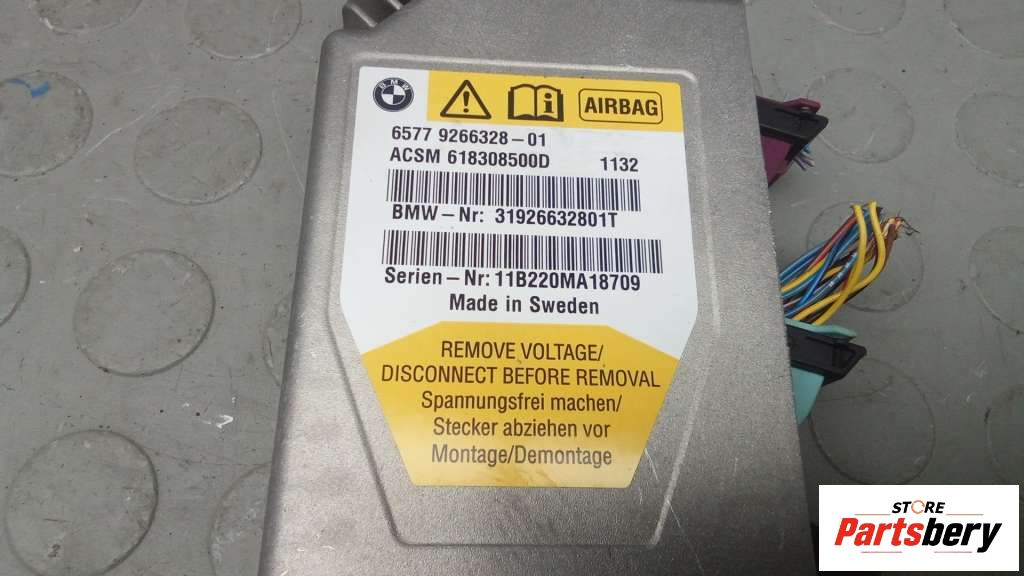 BMW
AIRBAG
6577 9266328-01
ACSM 618308500D 1132
BMW-Nr: 31926632801T
Serien-Nr: 11B220MA18709
Made in Sweden
REMOVE VOLTAGE/
DISCONNECT BEFORE REMOVAL
Spannungsfrei machen/
Stecker abziehen vor
Montage/Demontage
STORE
Partsbery